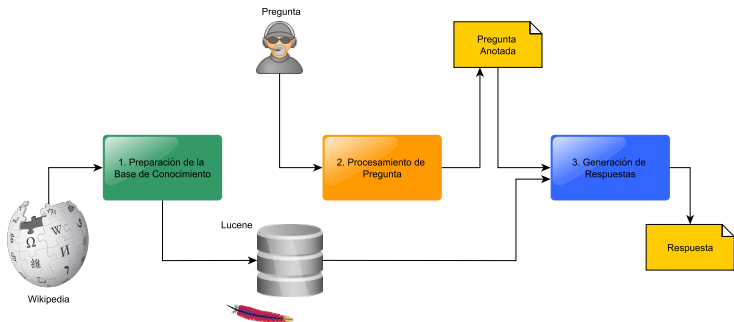 Pregunta
Pregunta
Anotada
1. Preparación de la
Base de Conocimiento
2. Procesamiento de
Pregunta
3. Generación de
Respuestas
Lucene
Respuesta
Wikipedia
Ω
W
И